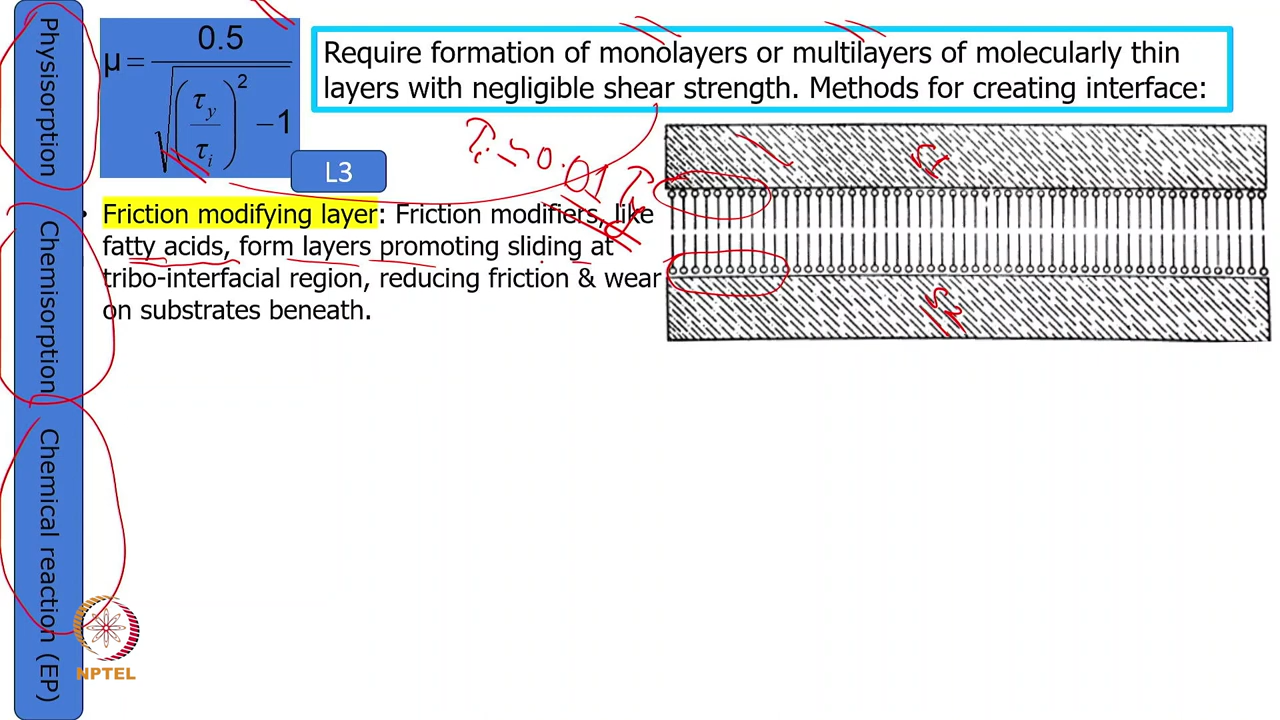 Physisorption
Chemisorption
Chemical reaction (EP)
μ = 0.5 / √((τy/τi)² −1)
L3
Require formation of monolayers or multilayers of molecularly thin
layers with negligible shear strength. Methods for creating interface:
τi ≈ 0.01 τy
S1
• Friction modifying layer: Friction modifiers, like
fatty acids, form layers promoting sliding at
tribo-interfacial region, reducing friction & wear
on substrates beneath.
S2
NPTEL